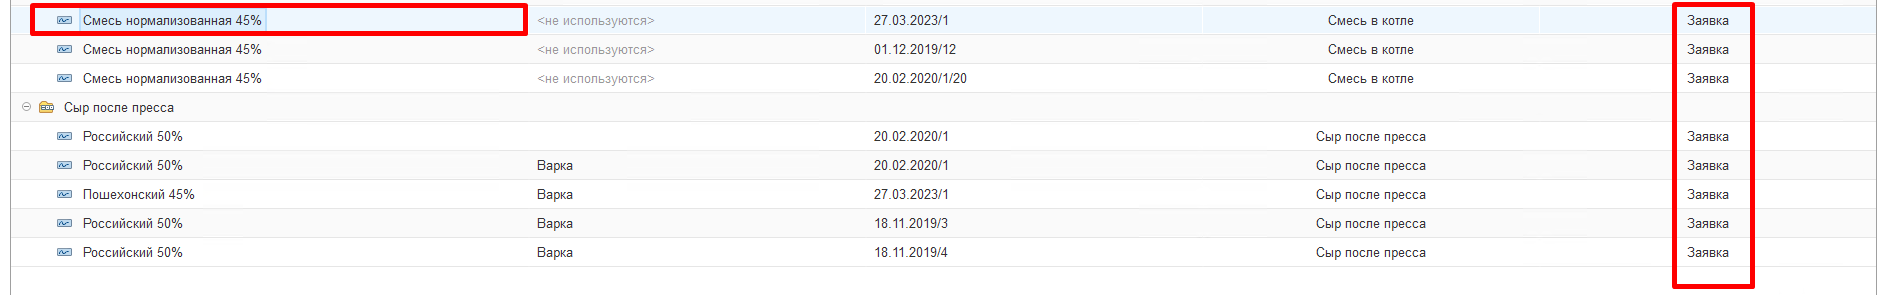 Смесь нормализованная 45% <не используются> 27.03.2023/1 Смесь в котле Заявка
Смесь нормализованная 45% <не используются> 01.12.2019/12 Смесь в котле Заявка
Смесь нормализованная 45% <не используются> 20.02.2020/1/20 Смесь в котле Заявка
Сыр после пресса
Российский 50% 20.02.2020/1 Сыр после пресса Заявка
Российский 50% Варка 20.02.2020/1 Сыр после пресса Заявка
Пошехонский 45% Варка 27.03.2023/1 Сыр после пресса Заявка
Российский 50% Варка 18.11.2019/3 Сыр после пресса Заявка
Российский 50% Варка 18.11.2019/4 Сыр после пресса Заявка